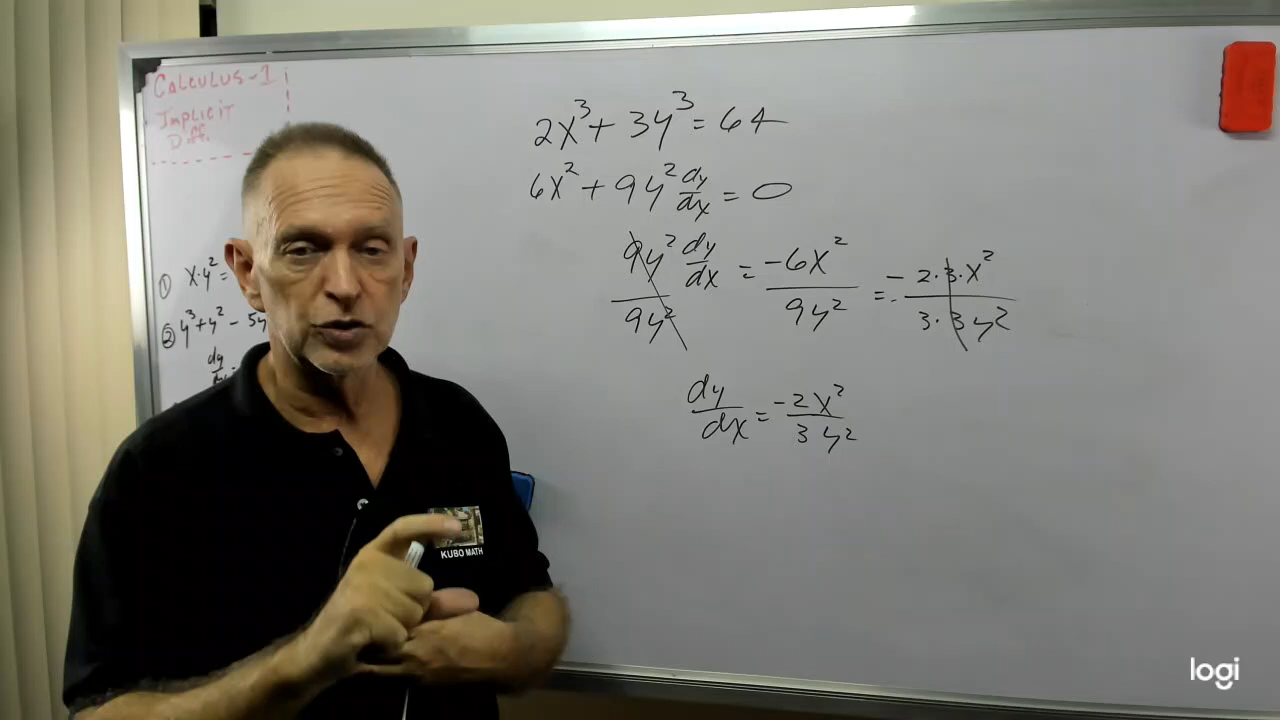 CALCULUS-1
IMPLICIT
DIFF.
① x·y² =
② y³+y² - 5y
dy
2x³ + 3y³ = 64
6x² + 9y² dy/dx = 0
9y² dy/dx / 9y² = -6x² / 9y² = - 2·3·x² / 3·3y²
dy/dx = -2x² / 3y²
KUBO MATH
logi